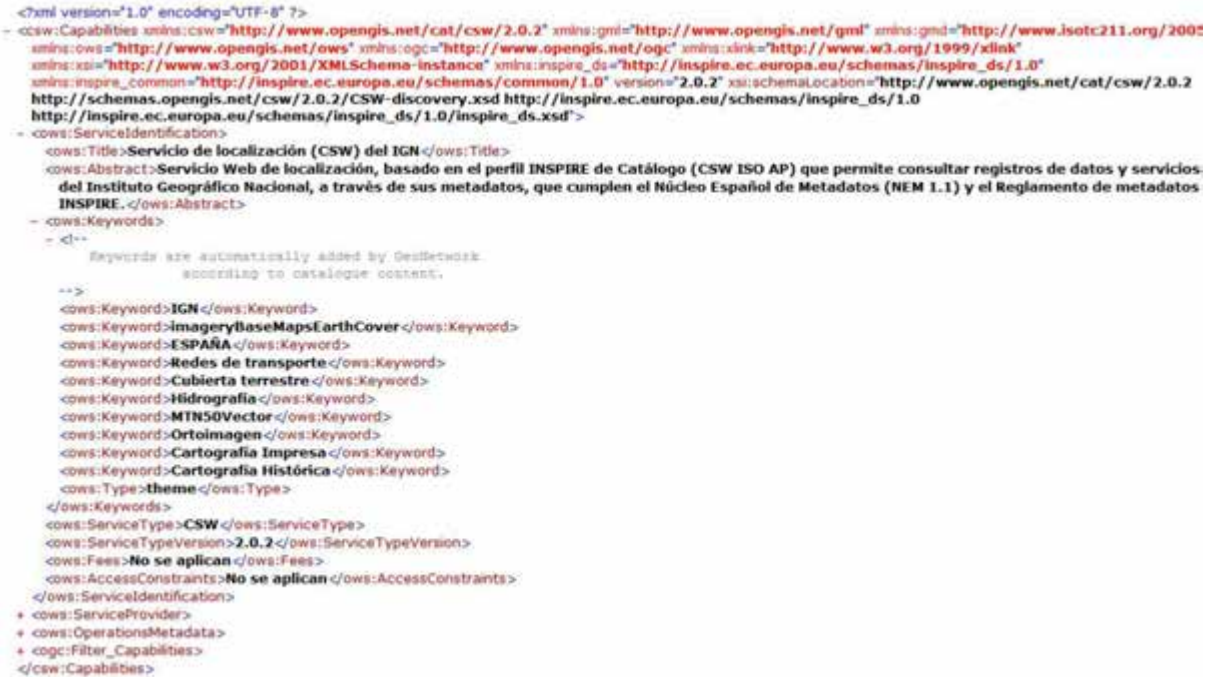 <?xml version="1.0" encoding="UTF-8" ?>
- <csw:Capabilities xmlns:csw="http://www.opengis.net/cat/csw/2.0.2" xmlns:gml="http://www.opengis.net/gml" xmlns:gmd="http://www.isotc211.org/2005
xmlns:ows="http://www.opengis.net/ows" xmlns:ogc="http://www.opengis.net/ogc" xmlns:xlink="http://www.w3.org/1999/xlink"
xmlns:xsi="http://www.w3.org/2001/XMLSchema-instance" xmlns:inspire_ds="http://inspire.ec.europa.eu/schemas/inspire_ds/1.0"
xmlns:inspire_common="http://inspire.ec.europa.eu/schemas/common/1.0" version="2.0.2" xsi:schemaLocation="http://www.opengis.net/cat/csw/2.0.2
http://schemas.opengis.net/csw/2.0.2/CSW-discovery.xsd http://inspire.ec.europa.eu/schemas/inspire_ds/1.0
http://inspire.ec.europa.eu/schemas/inspire_ds/1.0/inspire_ds.xsd">
- <ows:ServiceIdentification>
<ows:Title>Servicio de localización (CSW) del IGN</ows:Title>
<ows:Abstract>Servicio Web de localización, basado en el perfil INSPIRE de Catálogo (CSW ISO AP) que permite consultar registros de datos y servicios
del Instituto Geográfico Nacional, a través de sus metadatos, que cumplen el Núcleo Español de Metadatos (NEM 1.1) y el Reglamento de metadatos
INSPIRE.</ows:Abstract>
- <ows:Keywords>
- <!--
Keywords are automatically added by GeoNetwork
according to catalogue content.
-->
<ows:Keyword>IGN</ows:Keyword>
<ows:Keyword>imageryBaseMapsEarthCover</ows:Keyword>
<ows:Keyword>ESPAÑA</ows:Keyword>
<ows:Keyword>Redes de transporte</ows:Keyword>
<ows:Keyword>Cubierta terrestre</ows:Keyword>
<ows:Keyword>Hidrografía</ows:Keyword>
<ows:Keyword>MTN50Vector</ows:Keyword>
<ows:Keyword>Ortoimagen</ows:Keyword>
<ows:Keyword>Cartografía Impresa</ows:Keyword>
<ows:Keyword>Cartografía Histórica</ows:Keyword>
<ows:Type>theme</ows:Type>
</ows:Keywords>
<ows:ServiceType>CSW</ows:ServiceType>
<ows:ServiceTypeVersion>2.0.2</ows:ServiceTypeVersion>
<ows:Fees>No se aplican</ows:Fees>
<ows:AccessConstraints>No se aplican</ows:AccessConstraints>
</ows:ServiceIdentification>
+ <ows:ServiceProvider>
+ <ows:OperationsMetadata>
+ <ogc:Filter_Capabilities>
</csw:Capabilities>